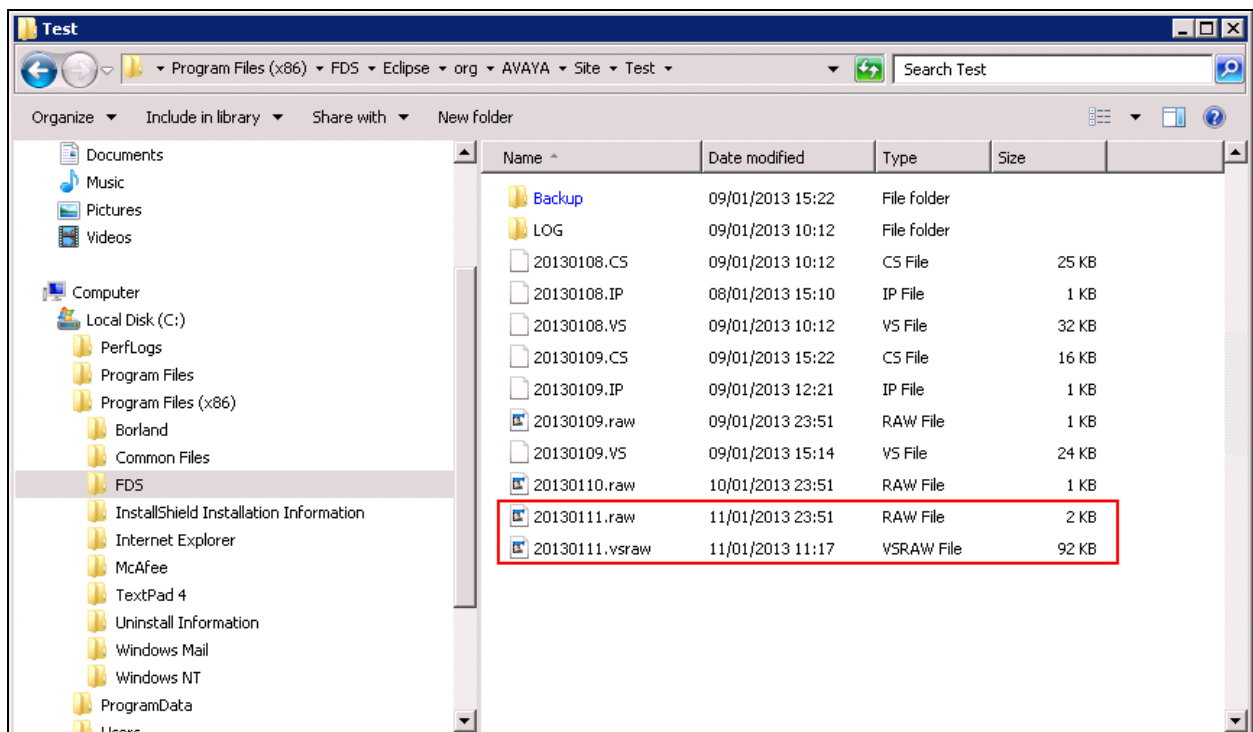 Test
Program Files (x86) FDS Eclipse org AVAYA Site Test
Search Test
Organize Include in library Share with New folder
Documents
Music
Pictures
Videos
Computer
Local Disk (C:)
PerfLogs
Program Files
Program Files (x86)
Borland
Common Files
FDS
InstallShield Installation Information
Internet Explorer
McAfee
TextPad 4
Uninstall Information
Windows Mail
Windows NT
ProgramData
Users
Name Date modified Type Size
Backup 09/01/2013 15:22 File folder
LOG 09/01/2013 10:12 File folder
20130108.CS 09/01/2013 10:12 CS File 25 KB
20130108.IP 08/01/2013 15:10 IP File 1 KB
20130108.VS 09/01/2013 10:12 VS File 32 KB
20130109.CS 09/01/2013 15:22 CS File 16 KB
20130109.IP 09/01/2013 12:21 IP File 1 KB
20130109.raw 09/01/2013 23:51 RAW File 1 KB
20130109.VS 09/01/2013 15:14 VS File 24 KB
20130110.raw 10/01/2013 23:51 RAW File 1 KB
20130111.raw 11/01/2013 23:51 RAW File 2 KB
20130111.vsraw 11/01/2013 11:17 VSRAW File 92 KB